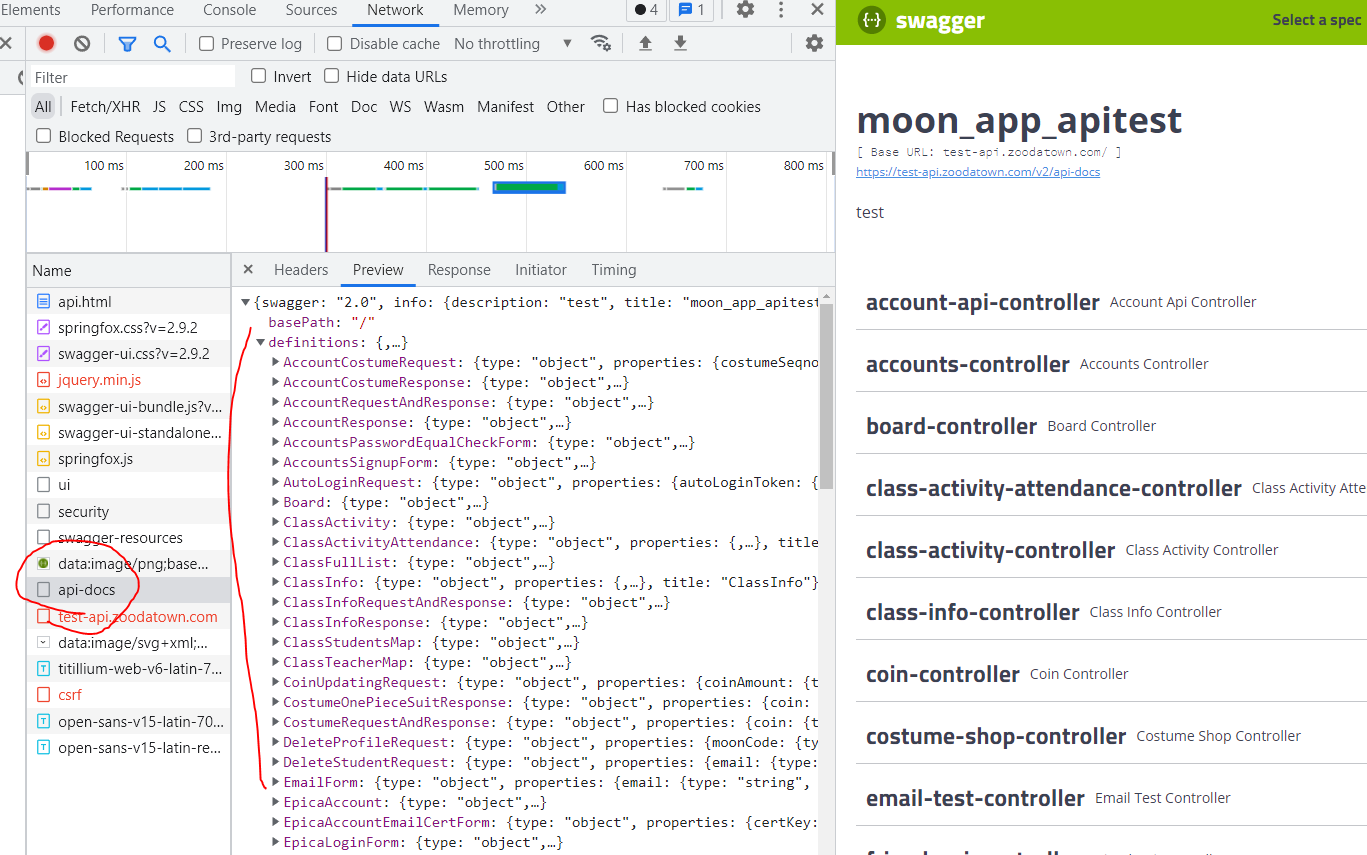 Elements Performance Console Sources Network Memory » 4 1
Preserve log Disable cache No throttling
Filter Invert Hide data URLs
All Fetch/XHR JS CSS Img Media Font Doc WS Wasm Manifest Other Has blocked cookies
Blocked Requests 3rd-party requests
100 ms 200 ms 300 ms 400 ms 500 ms 600 ms 700 ms 800 ms
Name
api.html
springfox.css?v=2.9.2
swagger-ui.css?v=2.9.2
jquery.min.js
swagger-ui-bundle.js?v...
swagger-ui-standalone...
springfox.js
ui
security
swagger-resources
data:image/png;base...
api-docs
test-api.zoodatown.com
data:image/svg+xml;...
titillium-web-v6-latin-7...
csrf
open-sans-v15-latin-70...
open-sans-v15-latin-re...
Headers Preview Response Initiator Timing
{swagger: "2.0", info: {description: "test", title: "moon_app_apitest
basePath: "/"
definitions: {,…}
AccountCostumeRequest: {type: "object", properties: {costumeSeqno
AccountCostumeResponse: {type: "object",…}
AccountRequestAndResponse: {type: "object",…}
AccountResponse: {type: "object",…}
AccountsPasswordEqualCheckForm: {type: "object",…}
AccountsSignupForm: {type: "object",…}
AutoLoginRequest: {type: "object", properties: {autoLoginToken: {
Board: {type: "object",…}
ClassActivity: {type: "object",…}
ClassActivityAttendance: {type: "object", properties: {,…}, title
ClassFullList: {type: "object",…}
ClassInfo: {type: "object", properties: {,…}, title: "ClassInfo"}
ClassInfoRequestAndResponse: {type: "object",…}
ClassInfoResponse: {type: "object",…}
ClassStudentsMap: {type: "object",…}
ClassTeacherMap: {type: "object",…}
CoinUpdatingRequest: {type: "object", properties: {coinAmount: {t
CostumeOnePieceSuitResponse: {type: "object", properties: {coin:
CostumeRequestAndResponse: {type: "object", properties: {coin: {t
DeleteProfileRequest: {type: "object", properties: {moonCode: {ty
DeleteStudentRequest: {type: "object", properties: {email: {type:
EmailForm: {type: "object", properties: {email: {type: "string",
EpicaAccount: {type: "object",…}
EpicaAccountEmailCertForm: {type: "object", properties: {certKey:
EpicaLoginForm: {type: "object",…}
{··} swagger Select a spec
moon_app_apitest
[ Base URL: test-api.zoodatown.com/ ]
https://test-api.zoodatown.com/v2/api-docs
test
account-api-controller Account Api Controller
accounts-controller Accounts Controller
board-controller Board Controller
class-activity-attendance-controller Class Activity Atte
class-activity-controller Class Activity Controller
class-info-controller Class Info Controller
coin-controller Coin Controller
costume-shop-controller Costume Shop Controller
email-test-controller Email Test Controller